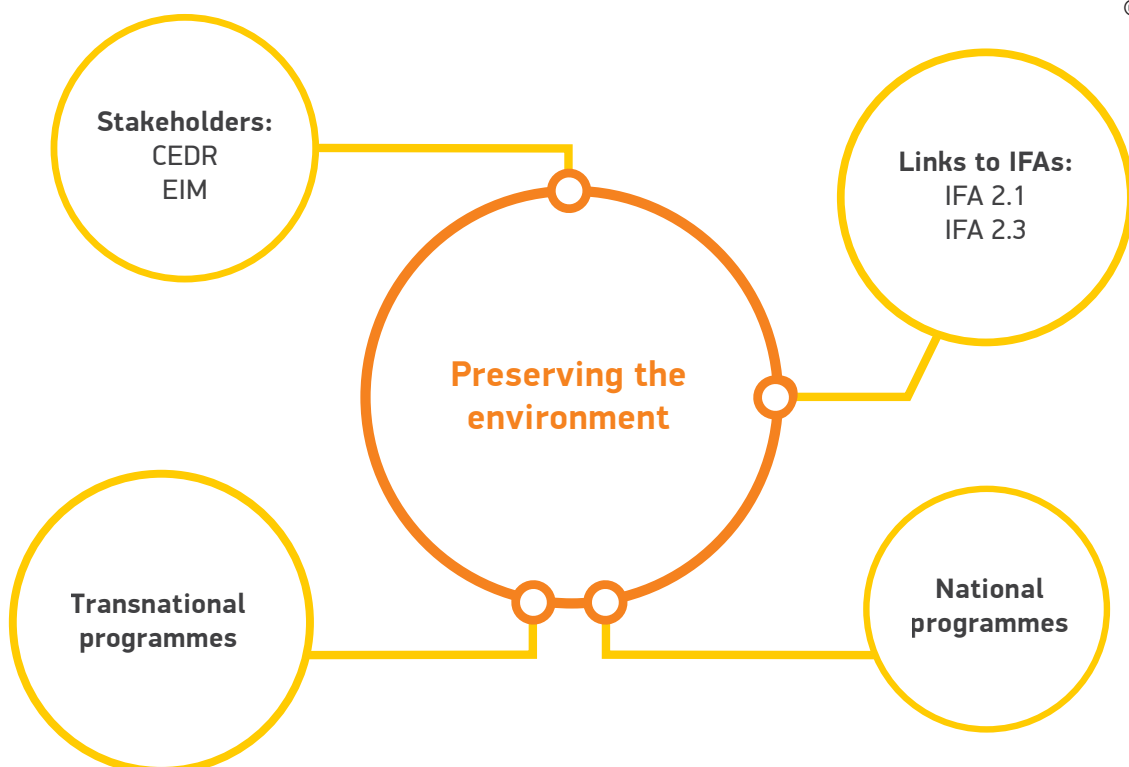 ©
Stakeholders:
CEDR
EIM
Links to IFAs:
IFA 2.1
IFA 2.3
Preserving the
environment
Transnational
programmes
National
programmes